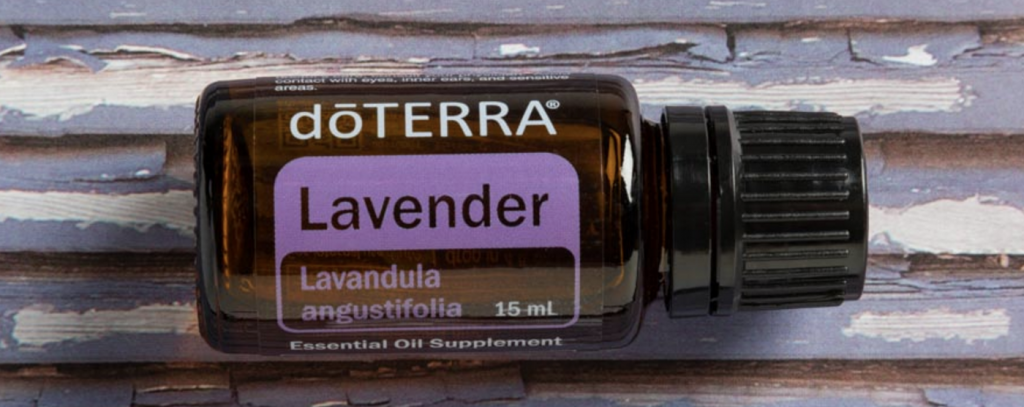 contact with eyes, inner ears, and sensitive
areas.
dōTERRA®
Lavender
Lavandula
angustifolia 15 mL
Essential Oil Supplement